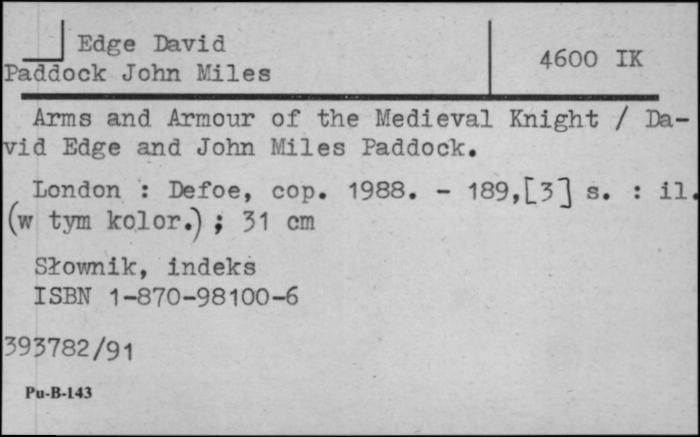 Edge David
Paddock John Miles
4600 IK
Arms and Armour of the Medieval Knight / Da-
vid Edge and John Miles Paddock.
London : Defoe, cop. 1988. - 189,[3] s. : il.
(w tym kolor.) ; 31 cm
Słownik, indeks
ISBN 1-870-98100-6
393782/91
Pu-B-143